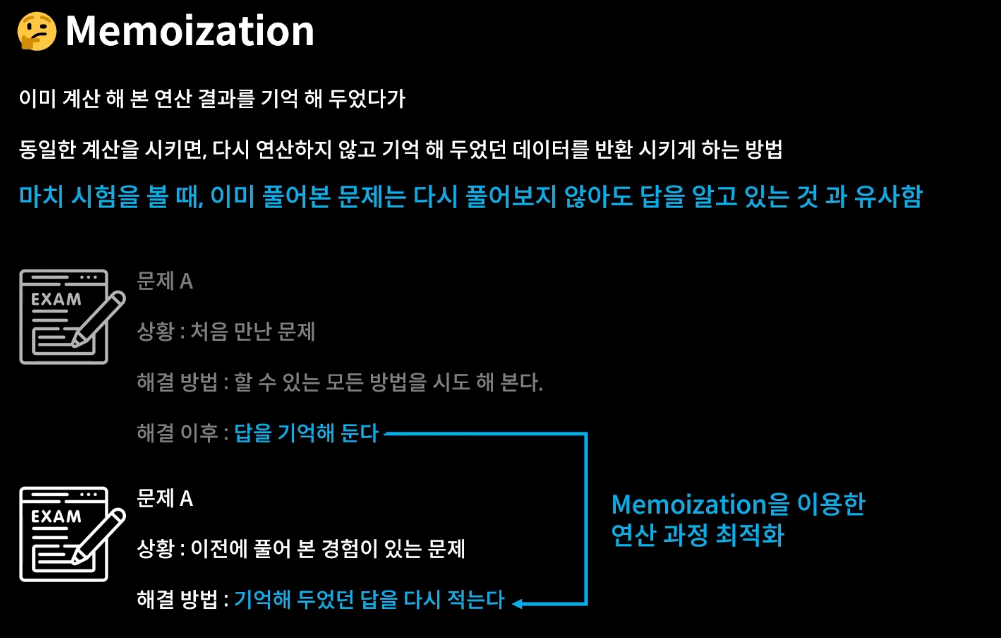 Memoization
이미 계산 해 본 연산 결과를 기억 해 두었다가
동일한 계산을 시키면, 다시 연산하지 않고 기억 해 두었던 데이터를 반환 시키게 하는 방법
마치 시험을 볼 때, 이미 풀어본 문제는 다시 풀어보지 않아도 답을 알고 있는 것 과 유사함
EXAM
문제 A
상황 : 처음 만난 문제
해결 방법 : 할 수 있는 모든 방법을 시도 해 본다.
해결 이후 : 답을 기억해 둔다
EXAM
문제 A
상황 : 이전에 풀어 본 경험이 있는 문제
해결 방법 : 기억해 두었던 답을 다시 적는다
Memoization을 이용한
연산 과정 최적화